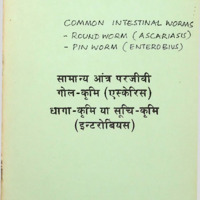 COMMON INTESTINAL WORMS
- ROUND WORM (ASCARIASIS)
- PIN WORM (ENTEROBIUS)
सामान्य आंत्र परजीवी
गोल-कृमि (एस्केरिस)
धागा-कृमि या सूचि-कृमि
(इन्टरोबियस)